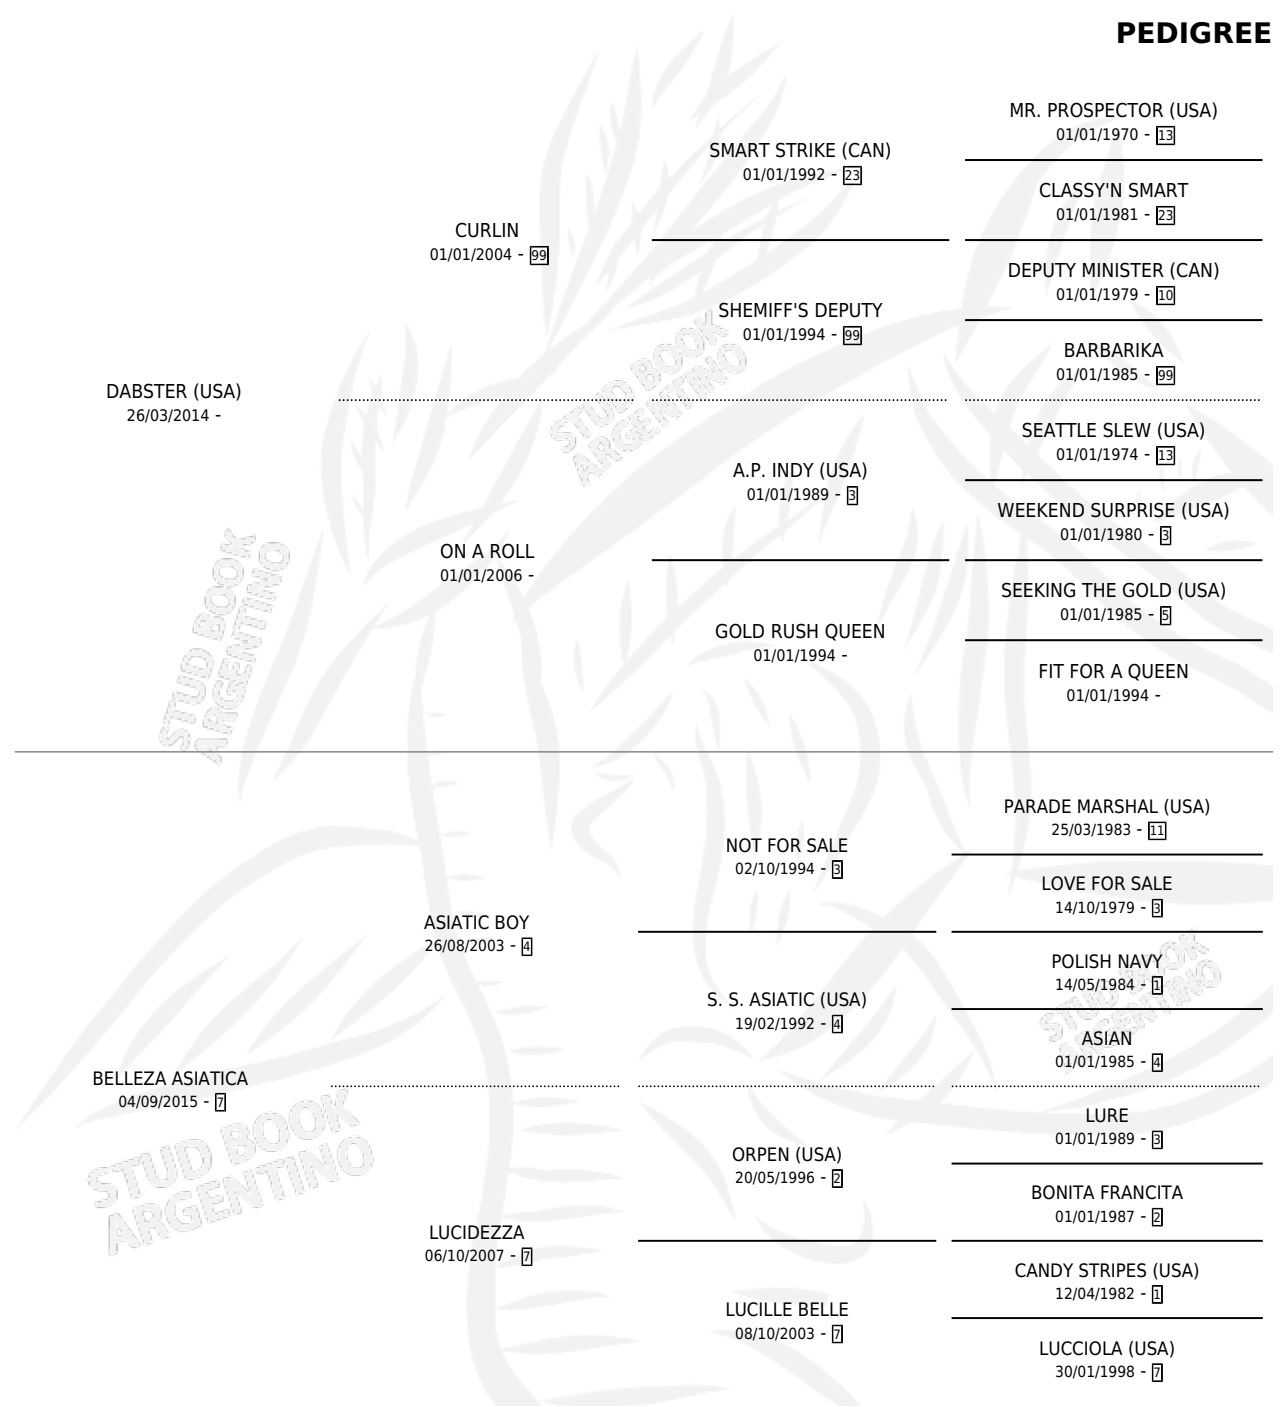 PEDIGREE
MR. PROSPECTOR (USA)
01/01/1970 - 13
SMART STRIKE (CAN)
01/01/1992 - 23
CLASSY'N SMART
01/01/1981 - 23
CURLIN
01/01/2004 - 99
DEPUTY MINISTER (CAN)
01/01/1979 - 10
SHEMIFF'S DEPUTY
01/01/1994 - 99
BARBARIKA
01/01/1985 - 99
DABSTER (USA)
26/03/2014 -
STUD BOOK
ARGENTINO
SEATTLE SLEW (USA)
01/01/1974 - 13
A.P. INDY (USA)
01/01/1989 - 3
WEEKEND SURPRISE (USA)
01/01/1980 - 3
ON A ROLL
01/01/2006 -
SEEKING THE GOLD (USA)
01/01/1985 - 5
GOLD RUSH QUEEN
01/01/1994 -
FIT FOR A QUEEN
01/01/1994 -
STUD BOOK
ARGENTINO
PARADE MARSHAL (USA)
25/03/1983 - 11
NOT FOR SALE
02/10/1994 - 3
LOVE FOR SALE
14/10/1979 - 3
ASIATIC BOY
26/08/2003 - 4
POLISH NAVY
14/05/1984 - 1
S. S. ASIATIC (USA)
19/02/1992 - 4
STUD BOOK
ARGENTINO
ASIAN
01/01/1985 - 4
BELLEZA ASIATICA
04/09/2015 - 7
LURE
01/01/1989 - 3
ORPEN (USA)
20/05/1996 - 2
STUD BOOK
ARGENTINO
BONITA FRANCITA
01/01/1987 - 2
LUCIDEZZA
06/10/2007 - 7
CANDY STRIPES (USA)
12/04/1982 - 1
LUCILLE BELLE
08/10/2003 - 7
LUCCIOLA (USA)
30/01/1998 - 7